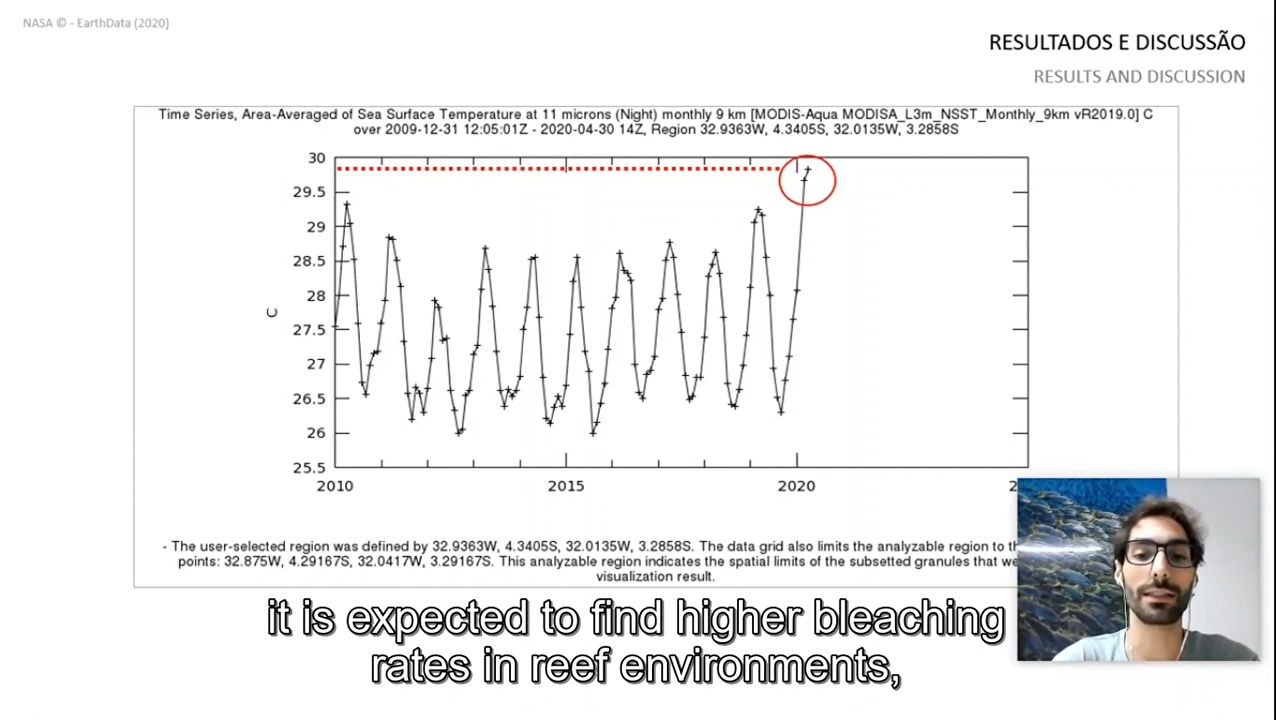 NASA © - EarthData (2020)
RESULTADOS E DISCUSSÃO
RESULTS AND DISCUSSION
Time Series, Area-Averaged of Sea Surface Temperature at 11 microns (Night) monthly 9 km [MODIS-Aqua MODISA_L3m_NSST_Monthly_9km vR2019.0] C
over 2009-12-31 12:05:01Z - 2020-04-30 14Z, Region 32.9363W, 4.3405S, 32.0135W, 3.2858S
30
29.5
29
28.5
28
27.5
27
26.5
26
25.5
C
2010
2015
2020
- The user-selected region was defined by 32.9363W, 4.3405S, 32.0135W, 3.2858S. The data grid also limits the analyzable region to
points: 32.875W, 4.29167S, 32.0417W, 3.29167S. This analyzable region indicates the spatial limits of the subsetted granules that
visualization result.
it is expected to find higher bleaching
rates in reef environments,